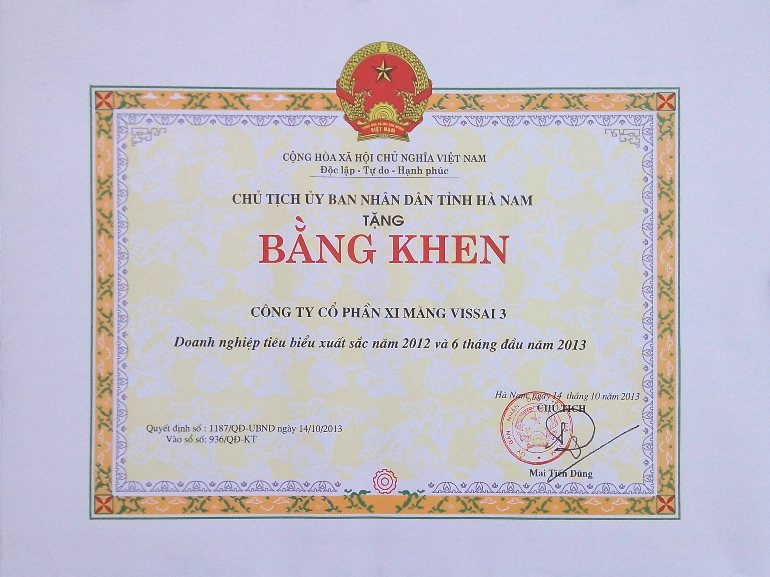 VIỆT NAM
CỘNG HÒA XÃ HỘI CHỦ NGHĨA VIỆT NAM
Độc lập - Tự do - Hạnh phúc
CHỦ TỊCH ỦY BAN NHÂN DÂN TỈNH HÀ NAM
TẶNG
BẰNG KHEN
CÔNG TY CỔ PHẦN XI MĂNG VISSAI 3
Doanh nghiệp tiêu biểu xuất sắc năm 2012 và 6 tháng đầu năm 2013
Hà Nam, ngày 14 tháng 10 năm 2013
CHỦ TỊCH
Quyết định số : 1187/QĐ-UBND ngày 14/10/2013
Vào sổ số: 936/QĐ-KT
Mai Tiến Dũng